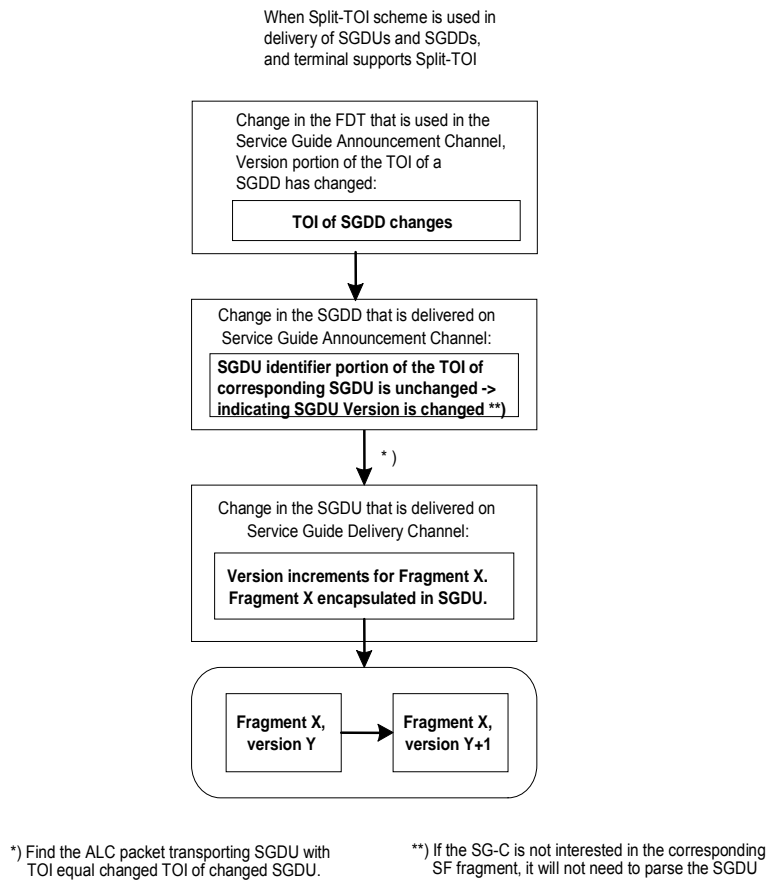 When Split-TOI scheme is used in
delivery of SGDUs and SGDDs,
and terminal supports Split-TOI
Change in the FDT that is used in the
Service Guide Announcement Channel,
Version portion of the TOI of a
SGDD has changed:
TOI of SGDD changes
Change in the SGDD that is delivered on
Service Guide Announcement Channel:
SGDU identifier portion of the TOI of
corresponding SGDU is unchanged ->
indicating SGDU Version is changed **)
* )
Change in the SGDU that is delivered on
Service Guide Delivery Channel:
Version increments for Fragment X.
Fragment X encapsulated in SGDU.
Fragment X,
version Y
Fragment X,
version Y+1
*) Find the ALC packet transporting SGDU with
TOI equal changed TOI of changed SGDU.
**) If the SG-C is not interested in the corresponding
SF fragment, it will not need to parse the SGDU